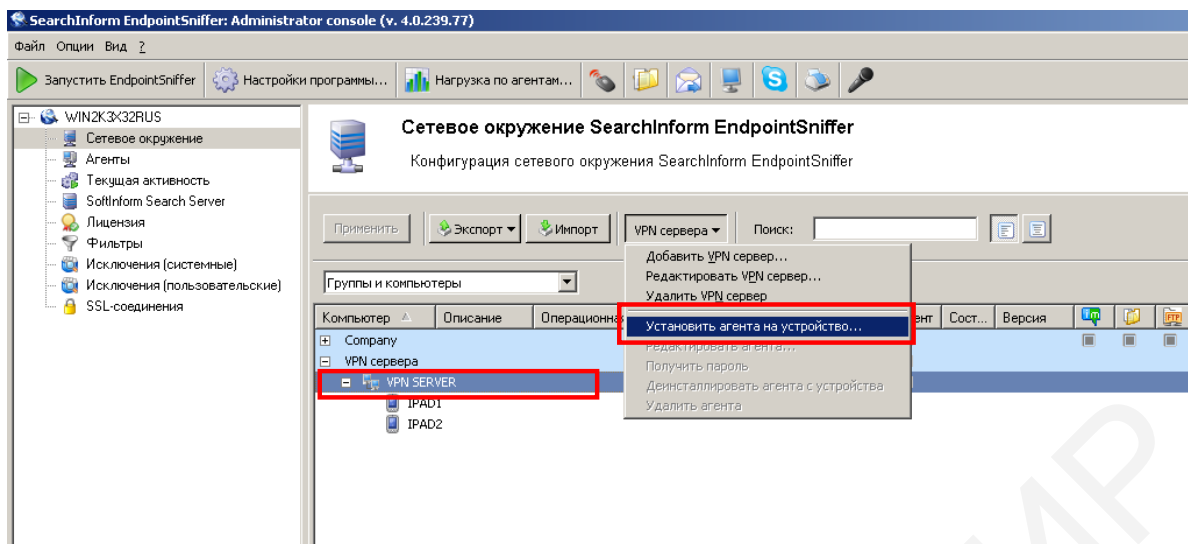 SearchInform EndpointSniffer: Administrator console (v. 4.0.239.77)
Файл Опции Вид ?
Запустить EndpointSniffer Настройки программы... Нагрузка по агентам...
WIN2K3X32RUS
Сетевое окружение
Агенты
Текущая активность
SoftInform Search Server
Лицензия
Фильтры
Исключения (системные)
Исключения (пользовательские)
SSL-соединения
Сетевое окружение SearchInform EndpointSniffer
Конфигурация сетевого окружения SearchInform EndpointSniffer
Применить Экспорт Импорт VPN сервера Поиск:
Добавить VPN сервер...
Редактировать VPN сервер...
Удалить VPN сервер
Установить агента на устройство...
Редактировать агента...
Получить пароль
Деинсталлировать агента с устройства
Удалить агента
Группы и компьютеры
Компьютер Описание Операционна ент Сост... Версия FTP
Company
VPN сервера
VPN SERVER
IPAD1
IPAD2
ИР